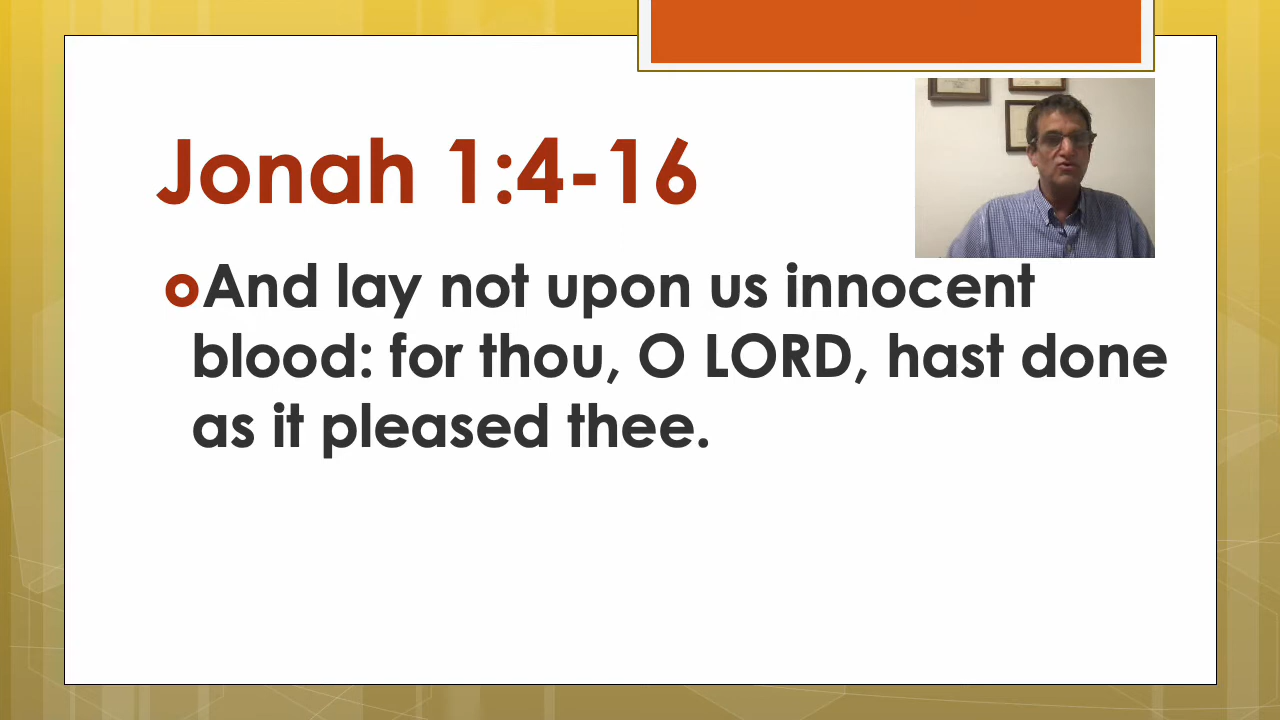 Jonah 1:4-16
And lay not upon us innocent
blood: for thou, O LORD, hast done
as it pleased thee.